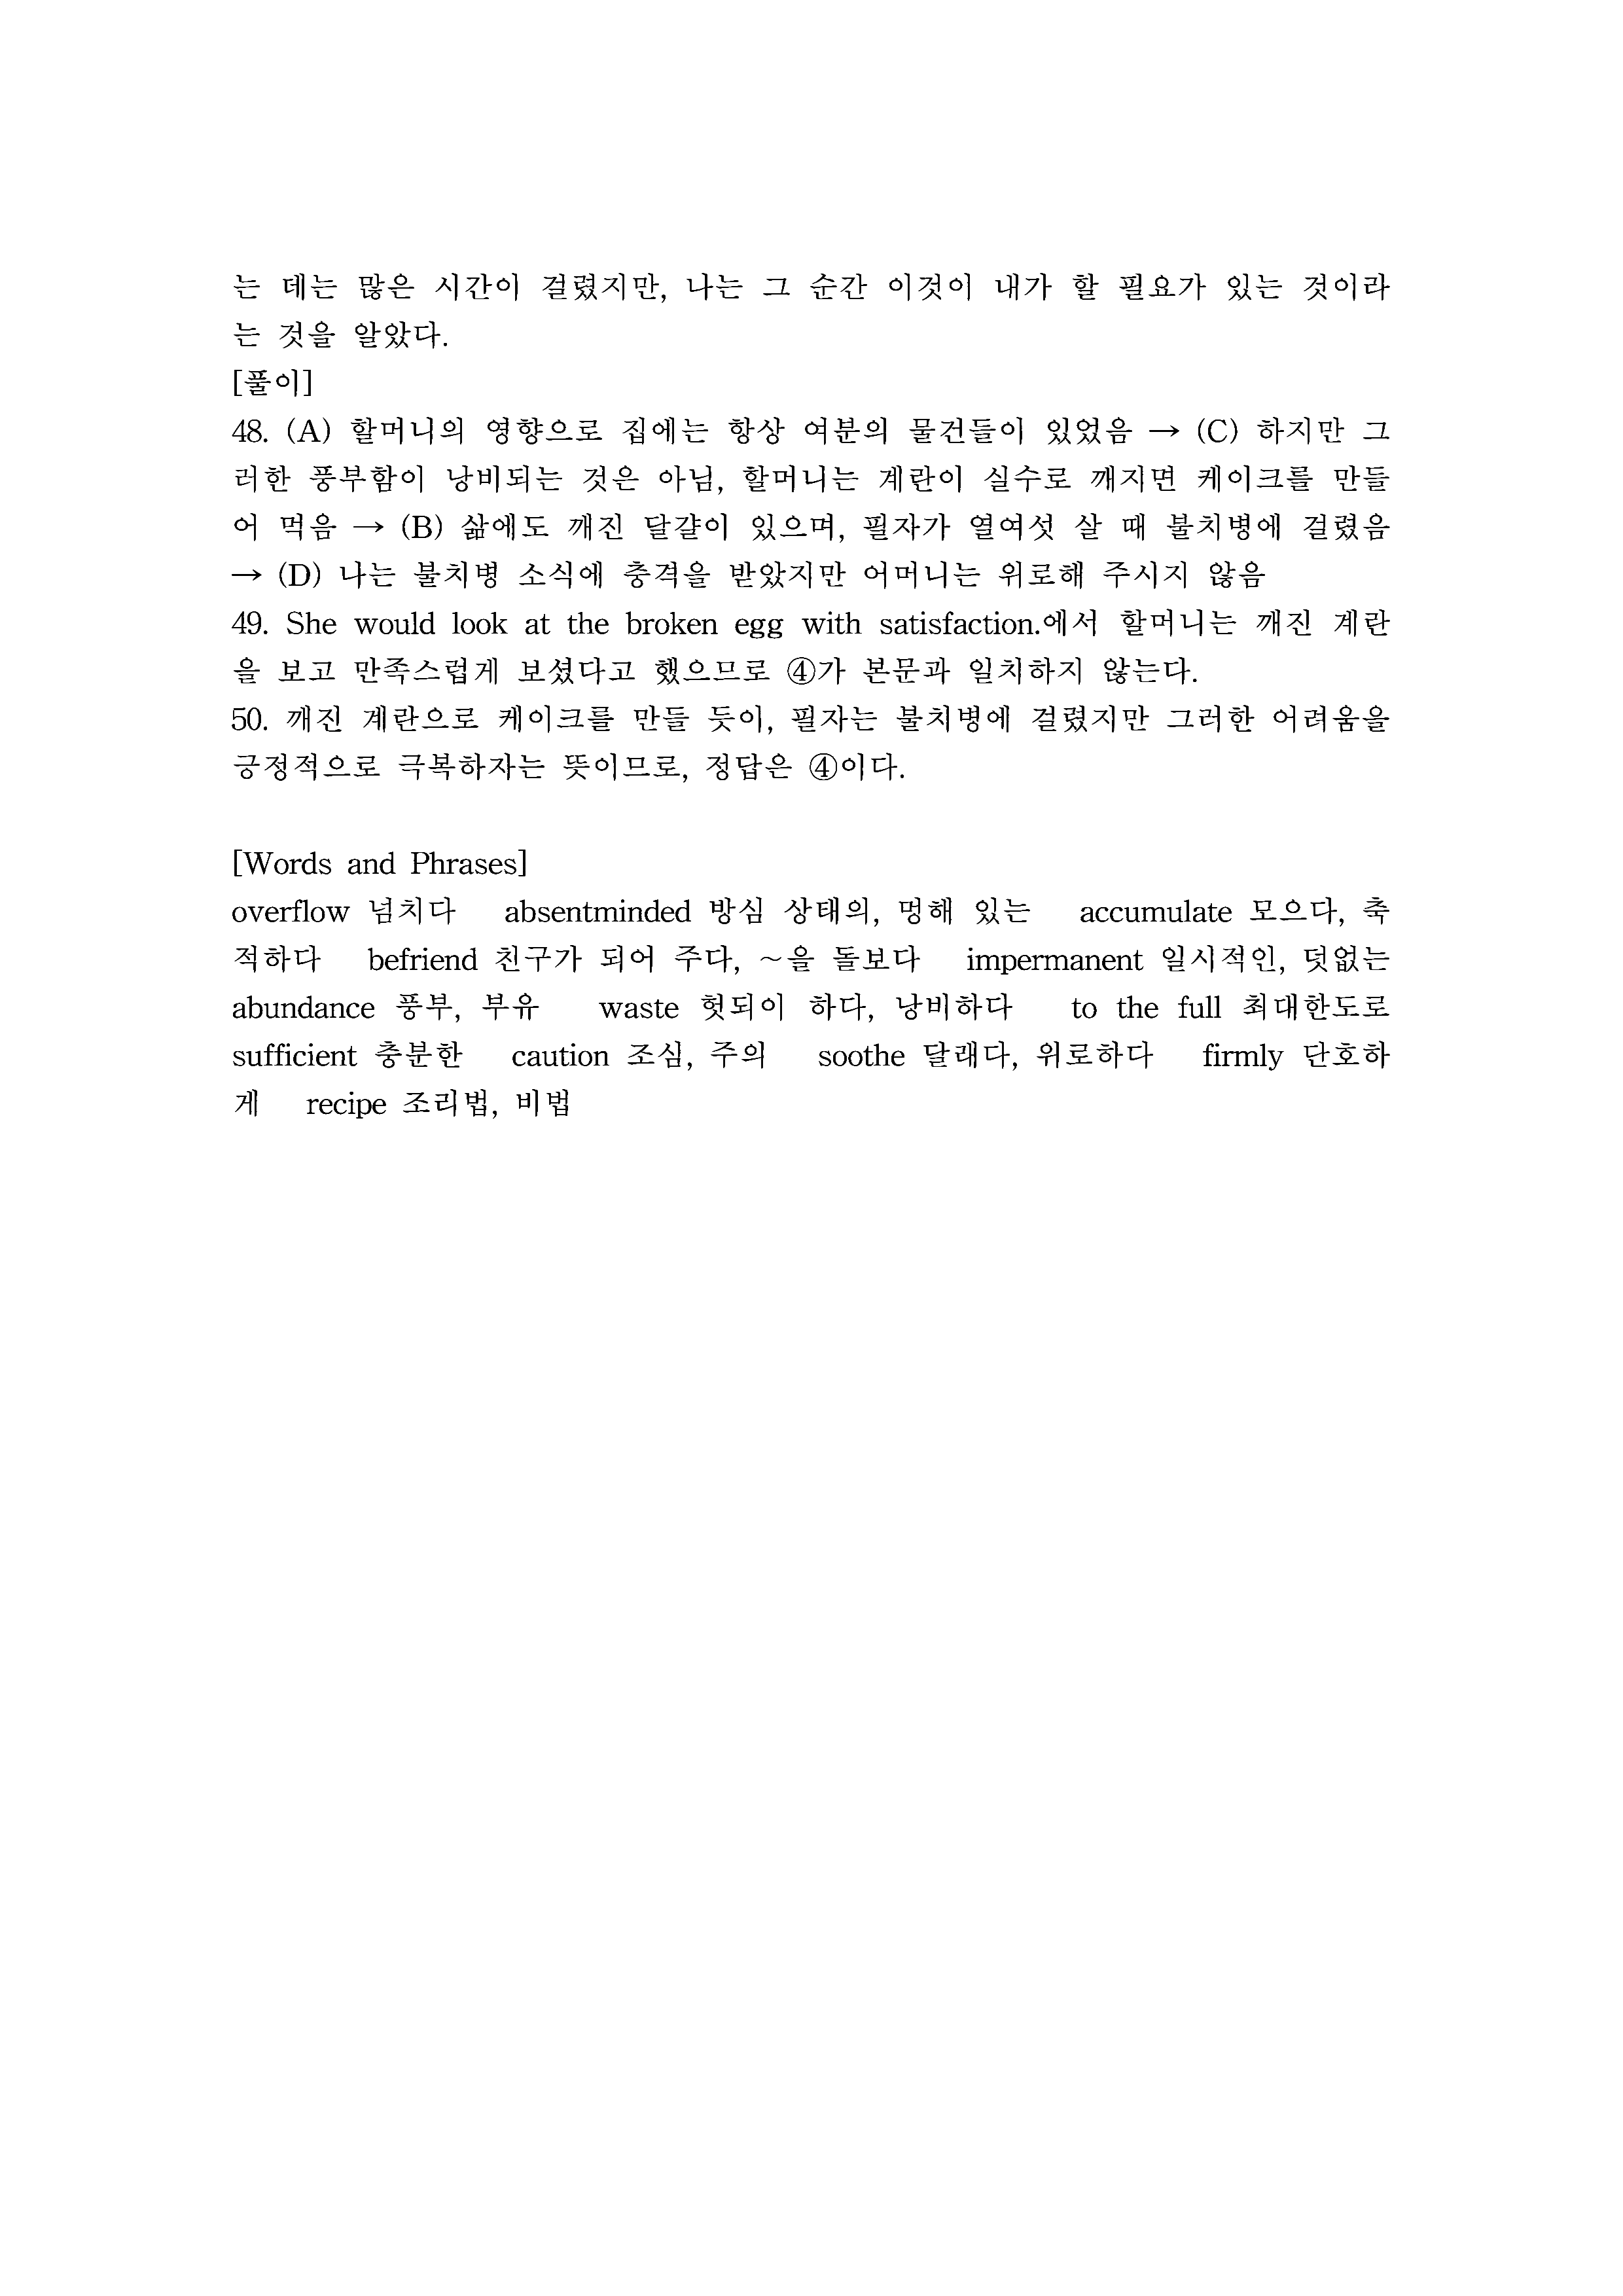 는 데는 많은 시간이 걸렸지만, 나는 그 순간 이것이 내가 할 필요가 있는 것이라
는 것을 알았다.
[풀이]
48. (A) 할머니의 영향으로 집에는 항상 여분의 물건들이 있었음 → (C) 하지만 그
러한 풍부함이 낭비되는 것은 아님, 할머니는 계란이 실수로 깨지면 케이크를 만들
어 먹음 → (B) 삶에도 깨진 달걀이 있으며, 필자가 열여섯 살 때 불치병에 걸렸음
→ (D) 나는 불치병 소식에 충격을 받았지만 어머니는 위로해 주시지 않음
49. She would look at the broken egg with satisfaction.에서 할머니는 깨진 계란
을 보고 만족스럽게 보셨다고 했으므로 ④가 본문과 일치하지 않는다.
50. 깨진 계란으로 케이크를 만들 듯이, 필자는 불치병에 걸렸지만 그러한 어려움을
긍정적으로 극복하자는 뜻이므로, 정답은 ④이다.
[Words and Phrases]
overflow 넘치다 absentminded 방심 상태의, 멍해 있는 accumulate 모으다, 축
적하다 befriend 친구가 되어 주다, ~을 돌보다 impermanent 일시적인, 덧없는
abundance 풍부, 부유 waste 헛되이 하다, 낭비하다 to the full 최대한도로
sufficient 충분한 caution 조심, 주의 soothe 달래다, 위로하다 firmly 단호하
게 recipe 조리법, 비법